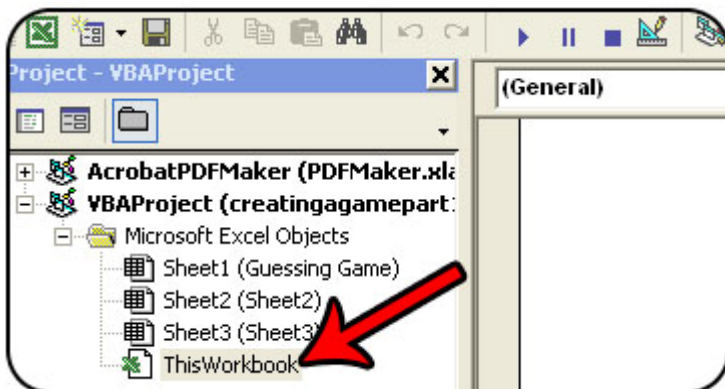 Project - VBAProject
(General)
AcrobatPDFMaker (PDFMaker.xla
VBAProject (creatingagamepart
Microsoft Excel Objects
Sheet1 (Guessing Game)
Sheet2 (Sheet2)
Sheet3 (Sheet3)
ThisWorkbook